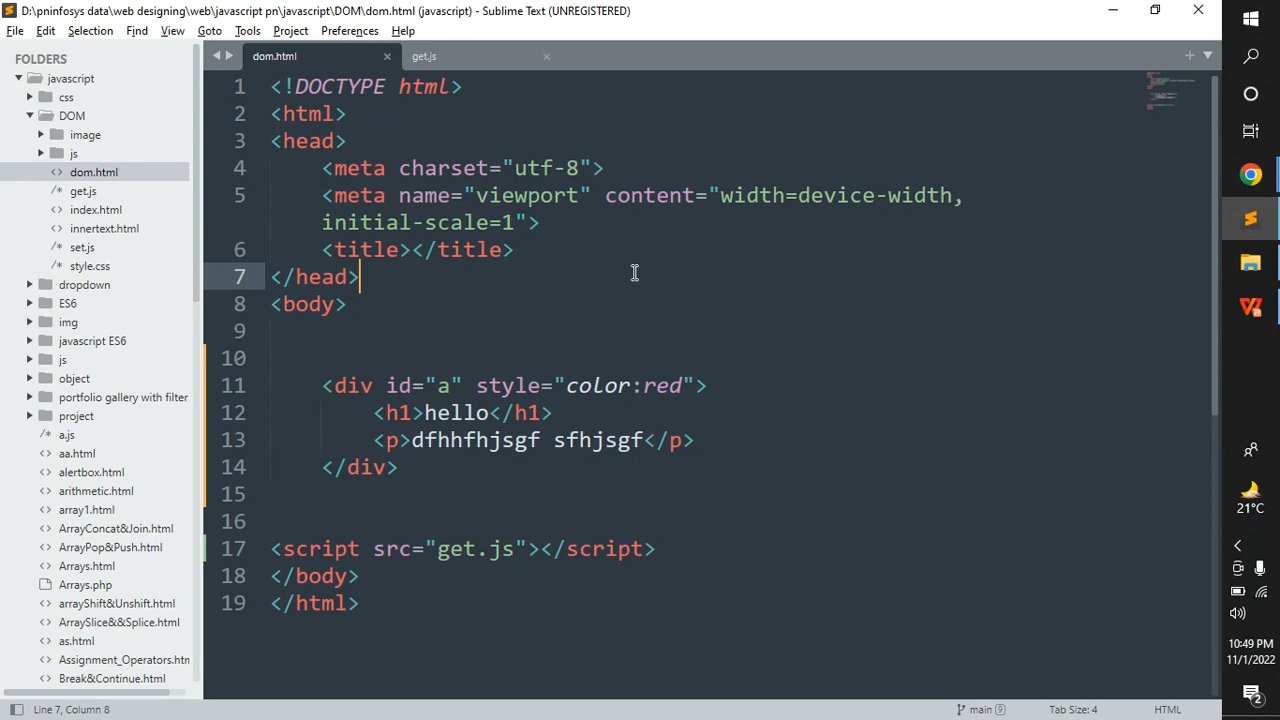 D:\pninfosys data\web designing\web\javascript pn\javascript\DOM\dom.html (javascript) - Sublime Text (UNREGISTERED)
File Edit Selection Find View Goto Tools Project Preferences Help
FOLDERS
javascript
css
DOM
image
js
dom.html
get.js
index.html
innertext.html
set.js
style.css
dropdown
ES6
img
javascript ES6
js
object
portfolio gallery with filter
project
a.js
aa.html
alertbox.html
arithmetic.html
array1.html
ArrayConcat&Join.html
ArrayPop&Push.html
Arrays.html
Arrays.php
arrayShift&Unshift.html
ArraySlice&&Splice.html
as.html
Assignment_Operators.htm
Break&Continue.html
dom.html get.js
1 <!DOCTYPE html>
2 <html>
3 <head>
4 <meta charset="utf-8">
5 <meta name="viewport" content="width=device-width,
initial-scale=1">
6 <title></title>
7 </head>
8 <body>
9
10
11 <div id="a" style="color:red">
12 <h1>hello</h1>
13 <p>dfhhfhjsgf sfhjsgf</p>
14 </div>
15
16
17 <script src="get.js"></script>
18 </body>
19 </html>
Line 7, Column 8 main 9 Tab Size: 4 HTML
21°C
10:49 PM
11/1/2022
2